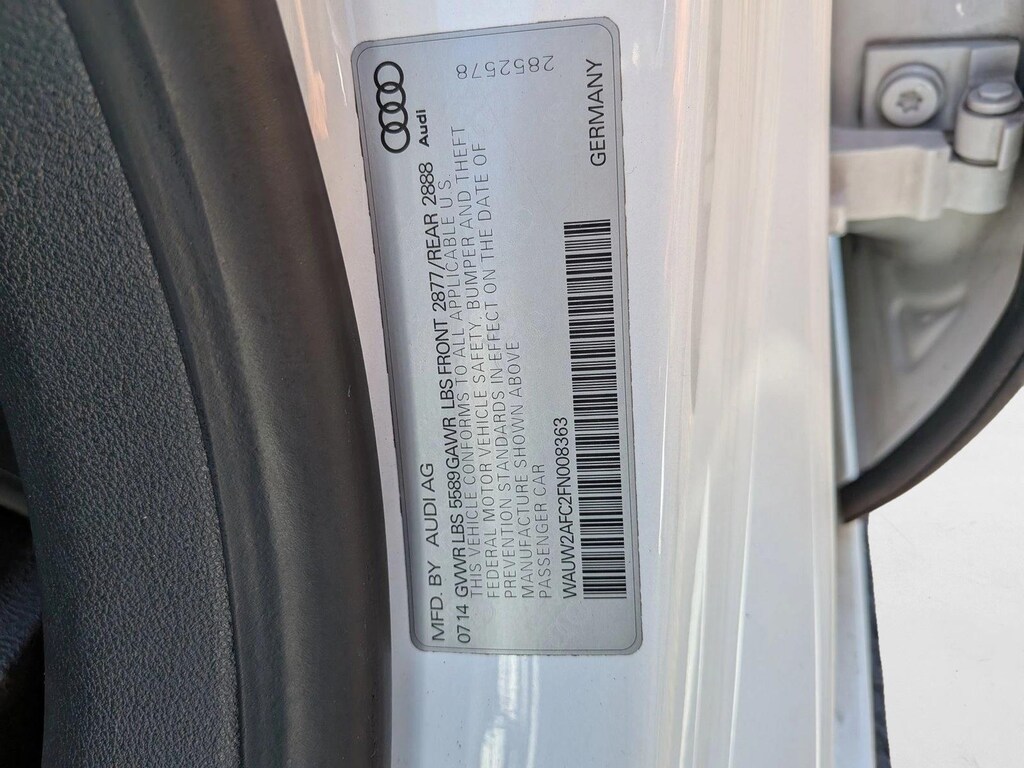 MFD. BY AUDI AG
0714 GVWR LBS 5589 GAWR LBS FRONT 2877/REAR 2888
THIS VEHICLE CONFORMS TO ALL APPLICABLE U.S.
FEDERAL MOTOR VEHICLE SAFETY, BUMPER AND THEFT
PREVENTION STANDARDS IN EFFECT ON THE DATE OF
MANUFACTURE SHOWN ABOVE
PASSENGER CAR
WAUW2AFC2FN008363
Audi
2852578
GERMANY